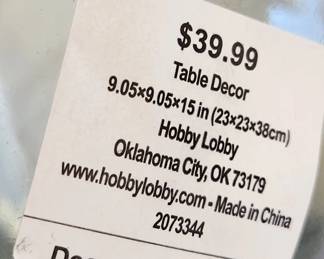 $39.99
Table Decor
9.05×9.05×15 in (23×23×38cm)
Hobby Lobby
Oklahoma City, OK 73179
www.hobbylobby.com - Made in China
2073344